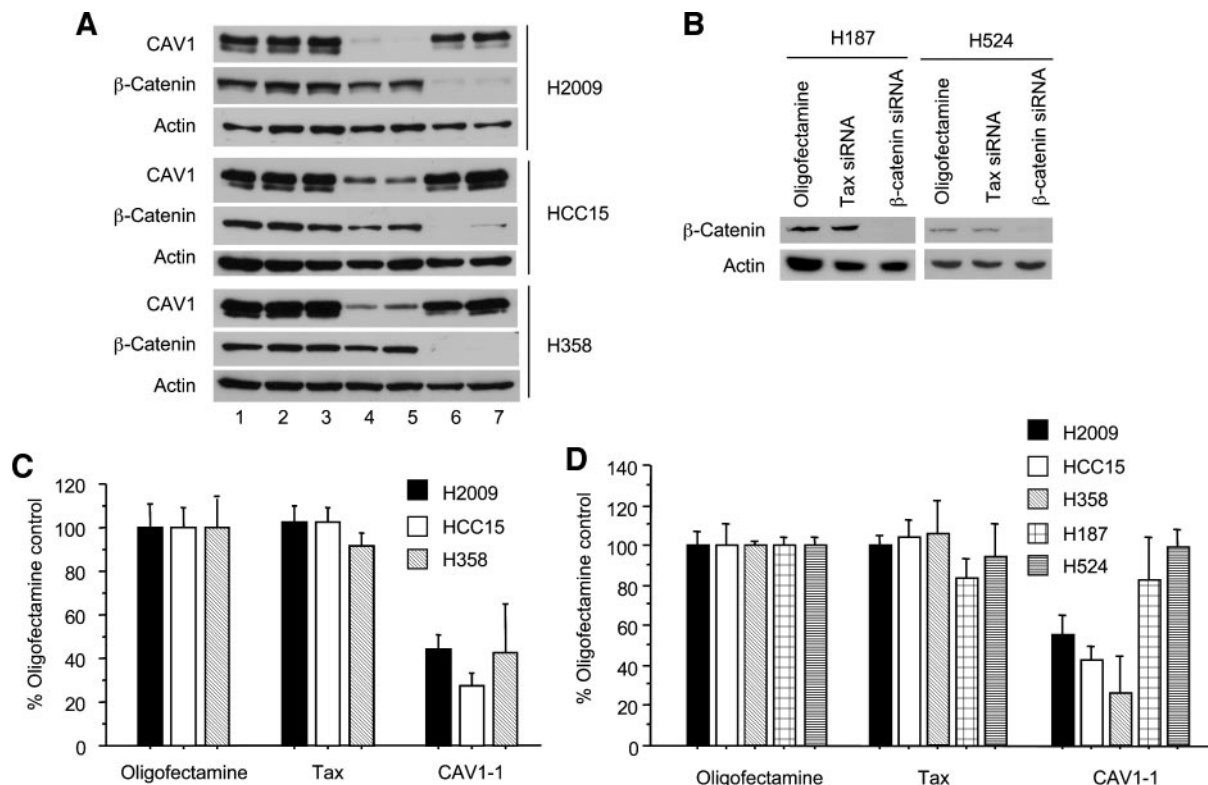 A
CAV1
β-Catenin
Actin
H2009
CAV1
β-Catenin
Actin
HCC15
CAV1
β-Catenin
Actin
H358
1 2 3 4 5 6 7
B
H187 H524
Oligofectamine
Tax siRNA
β-catenin siRNA
Oligofectamine
Tax siRNA
β-catenin siRNA
β-Catenin
Actin
C
% Oligofectamine control
120
100
80
60
40
20
0
H2009
HCC15
H358
Oligofectamine Tax CAV1-1
D
% Oligofectamine control
140
120
100
80
60
40
20
0
H2009
HCC15
H358
H187
H524
Oligofectamine Tax CAV1-1